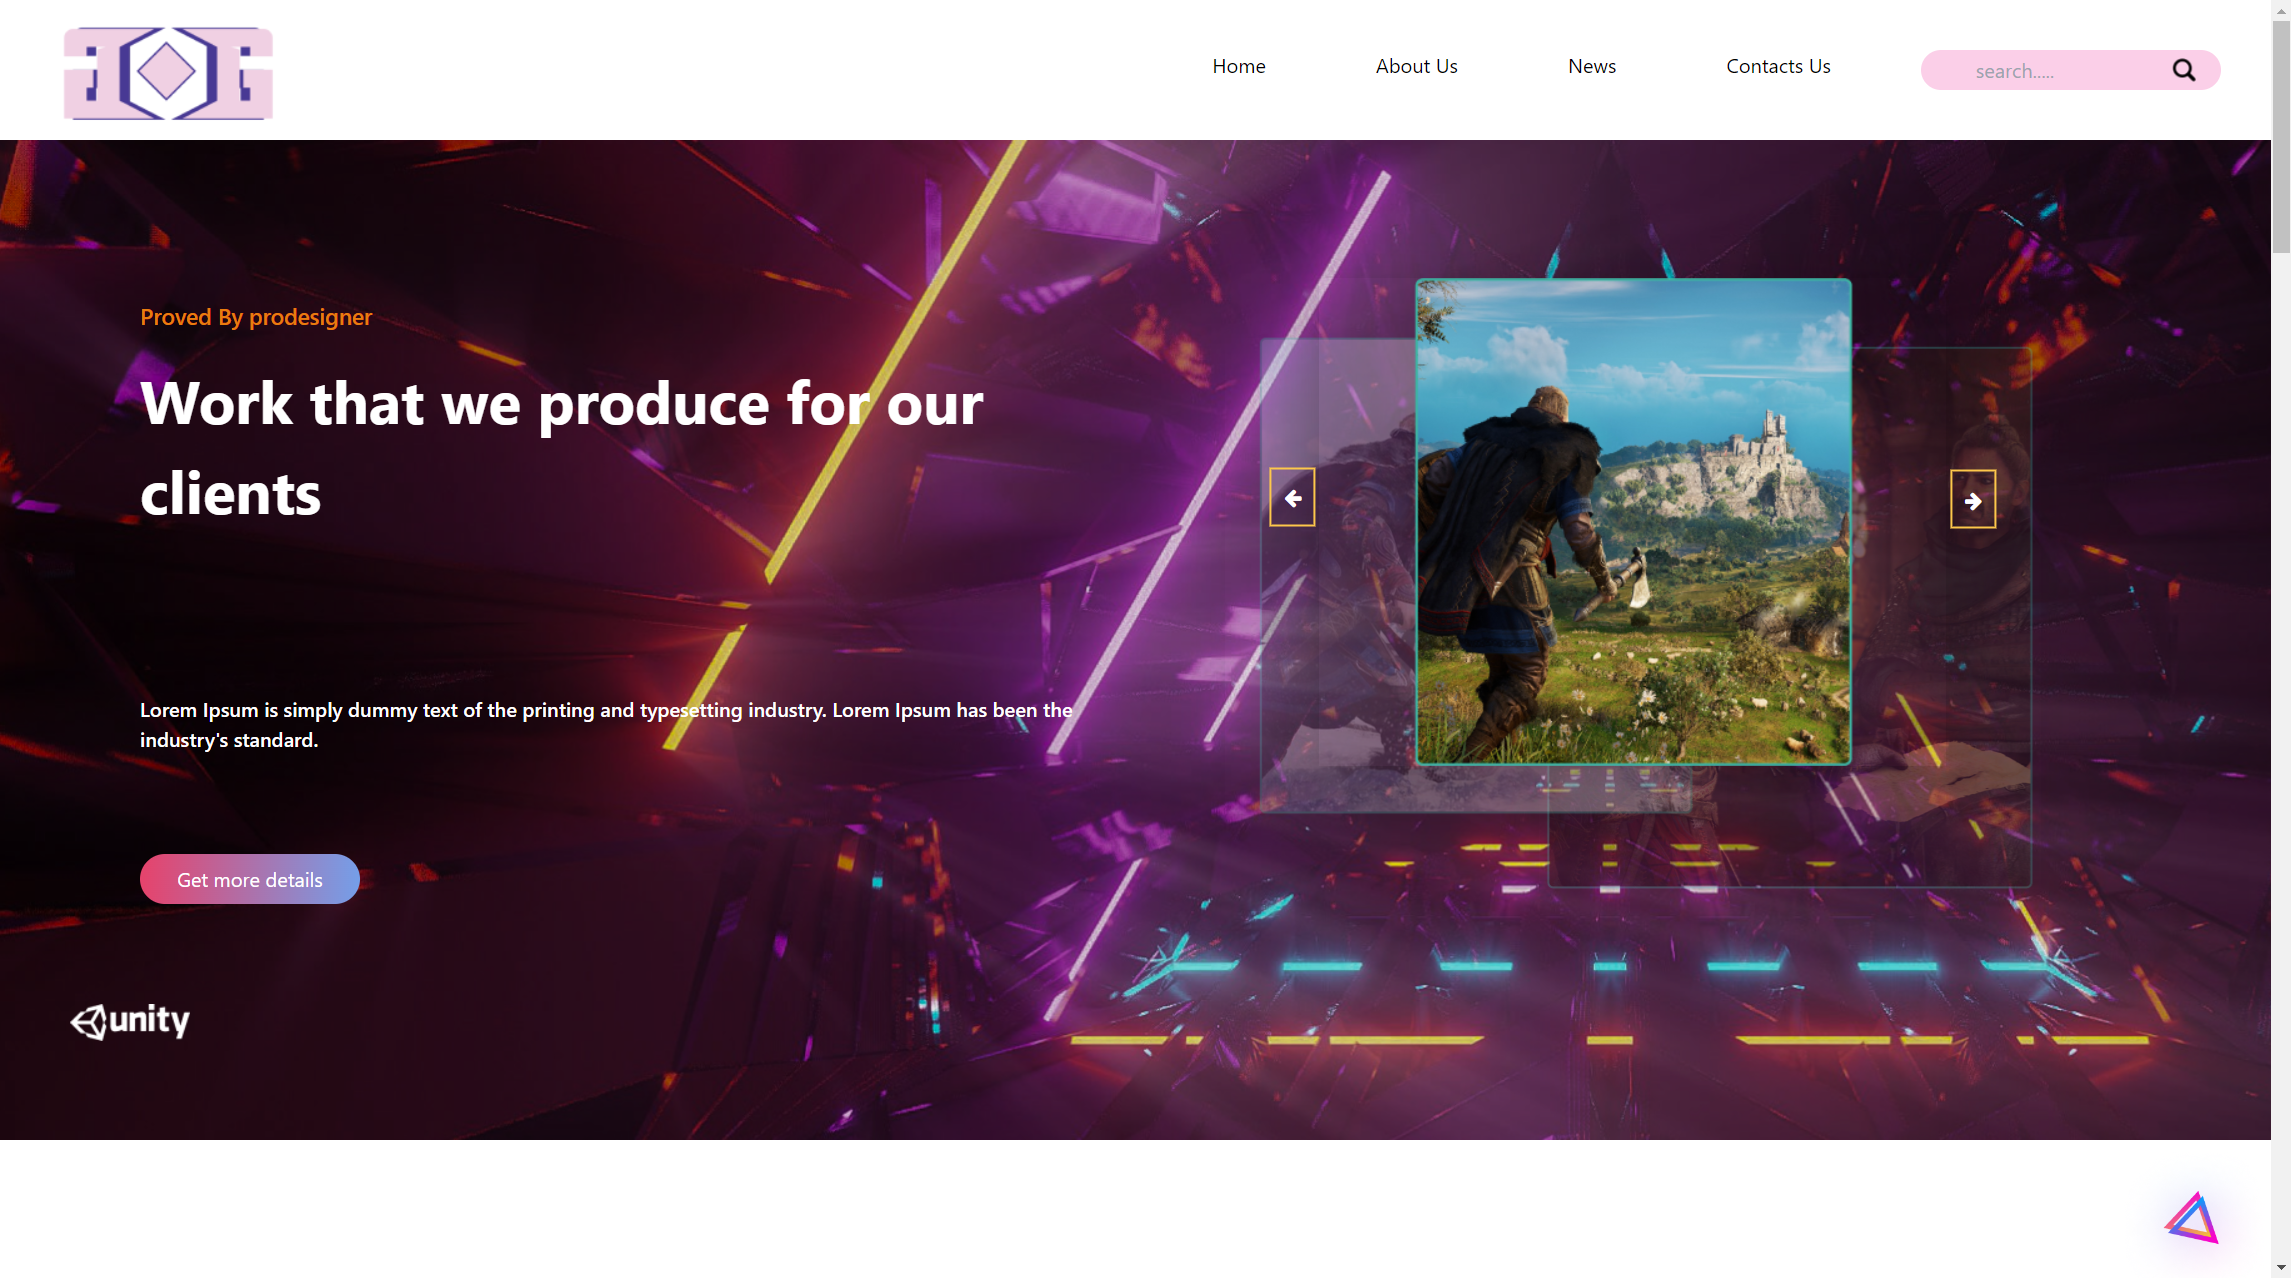 Home
About Us
News
Contacts Us
search.....
Proved By prodesigner
Work that we produce for our
clients
Lorem Ipsum is simply dummy text of the printing and typesetting industry. Lorem Ipsum has been the
industry's standard.
Get more details
unity